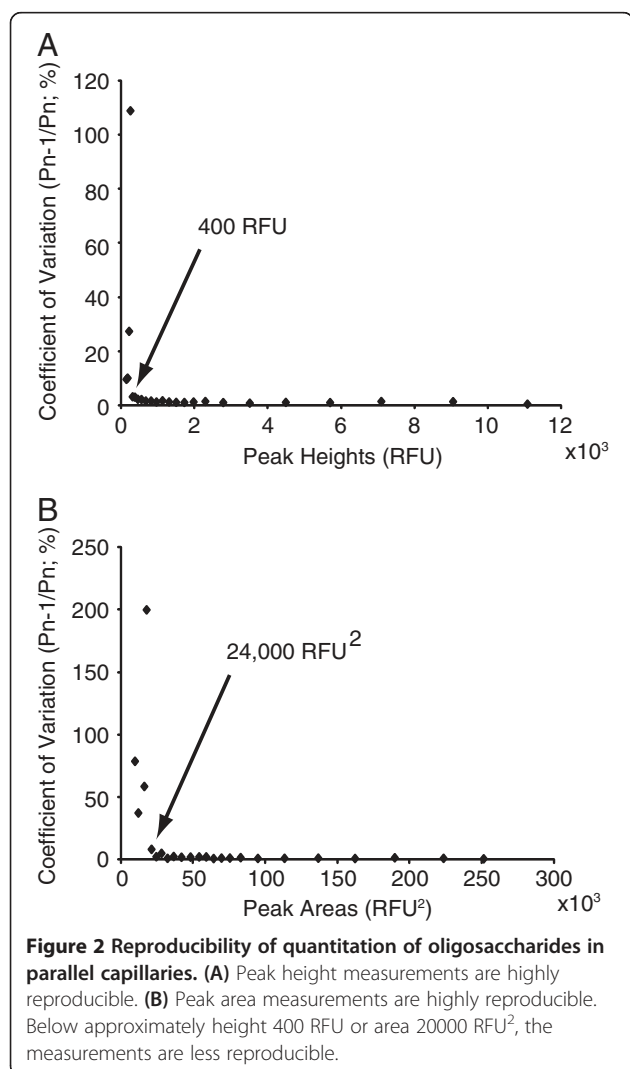 A
Coefficient of Variation (Pn-1/Pn; %)
120
100
80
60
40
20
0
400 RFU
0 2 4 6 8 10 12
x10³
Peak Heights (RFU)
B
Coefficient of Variation (Pn-1/Pn; %)
250
200
150
100
50
0
24,000 RFU²
0 50 100 150 200 250 300
x10³
Peak Areas (RFU²)
Figure 2 Reproducibility of quantitation of oligosaccharides in
parallel capillaries. (A) Peak height measurements are highly
reproducible. (B) Peak area measurements are highly reproducible.
Below approximately height 400 RFU or area 20000 RFU², the
measurements are less reproducible.